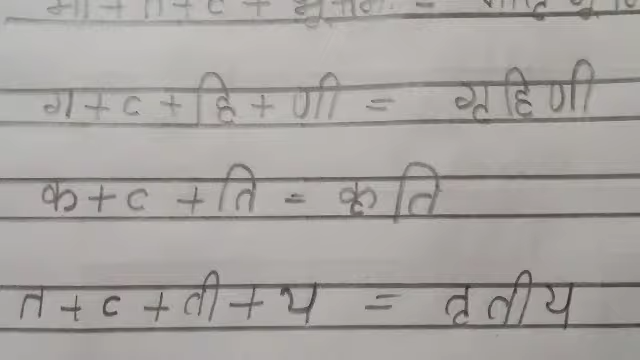 ग + ृ + हि + णी = गृहिणी
क + ृ + ति = कृति
त + ृ + ती + य = तृतीय